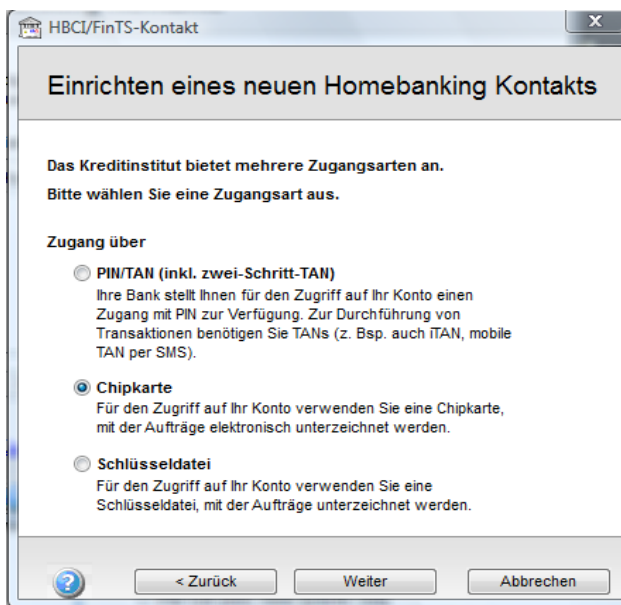 HBCI/FinTS-Kontakt
X
Einrichten eines neuen Homebanking Kontakts
Das Kreditinstitut bietet mehrere Zugangsarten an.
Bitte wählen Sie eine Zugangsart aus.
Zugang über
PIN/TAN (inkl. zwei-Schritt-TAN)
Ihre Bank stellt Ihnen für den Zugriff auf Ihr Konto einen
Zugang mit PIN zur Verfügung. Zur Durchführung von
Transaktionen benötigen Sie TANs (z. Bsp. auch iTAN, mobile
TAN per SMS).
Chipkarte
Für den Zugriff auf Ihr Konto verwenden Sie eine Chipkarte,
mit der Aufträge elektronisch unterzeichnet werden.
Schlüsseldatei
Für den Zugriff auf Ihr Konto verwenden Sie eine
Schlüsseldatei, mit der Aufträge unterzeichnet werden.
? < Zurück Weiter Abbrechen